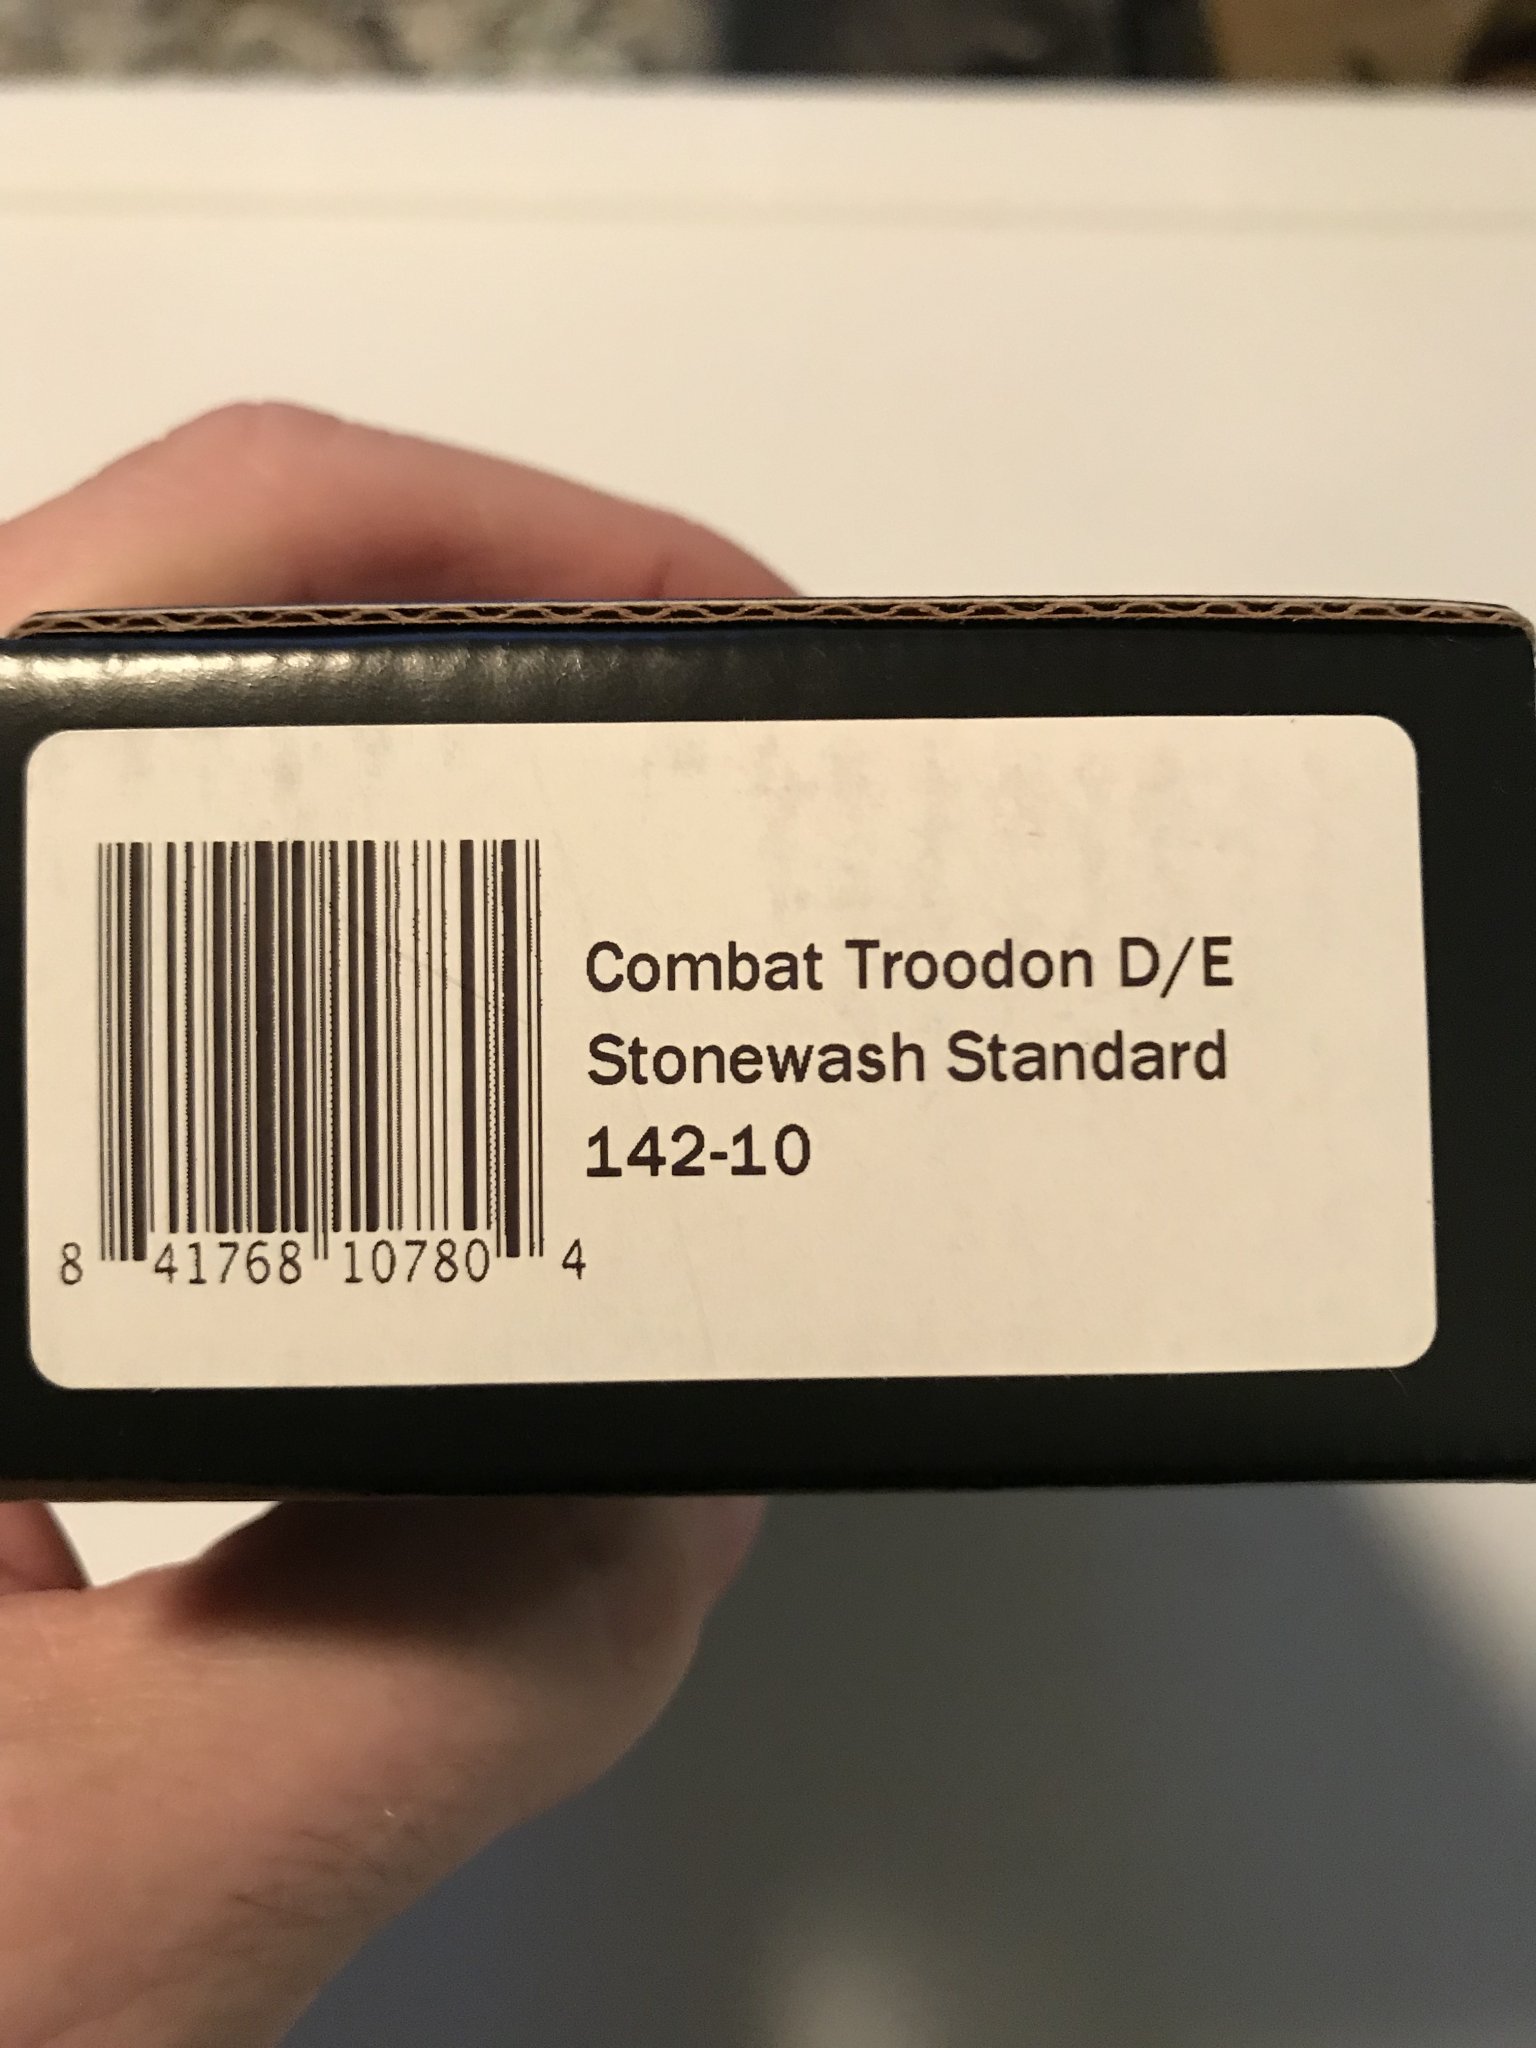 Combat Troodon D/E
Stonewash Standard
142-10
8 41768 10780 4